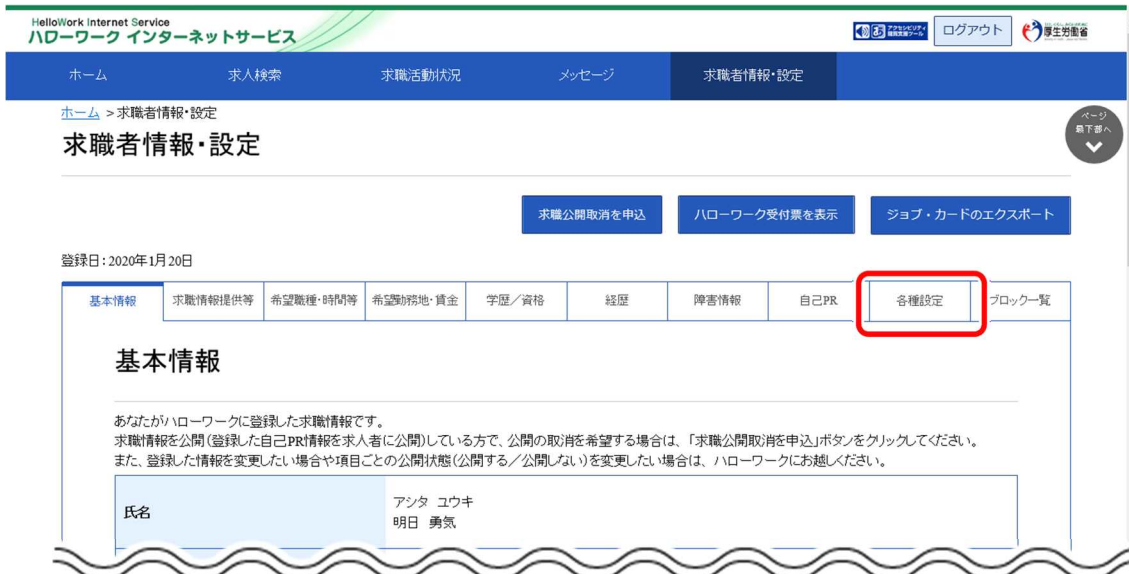 HelloWork Internet Service
ハローワーク インターネットサービス
アクセシビリティ
閲覧支援ツール
ログアウト
厚生労働省
ホーム 求人検索 求職活動状況 メッセージ 求職者情報・設定
ホーム >求職者情報・設定
ページ
最下部へ
求職者情報・設定
求職公開取消を申込 ハローワーク受付票を表示 ジョブ・カードのエクスポート
登録日:2020年1月20日
基本情報 求職情報提供等 希望職種・時間等 希望勤務地・賃金 学歴／資格 経歴 障害情報 自己PR 各種設定 ブロック一覧
基本情報
あなたがハローワークに登録した求職情報です。
求職情報を公開(登録した自己PR情報を求人者に公開)している方で、公開の取消を希望する場合は、「求職公開取消を申込」ボタンをクリックしてください。
また、登録した情報を変更したい場合や項目ごとの公開状態(公開する／公開しない)を変更したい場合は、ハローワークにお越しください。
氏名
アシタ ユウキ
明日 勇気